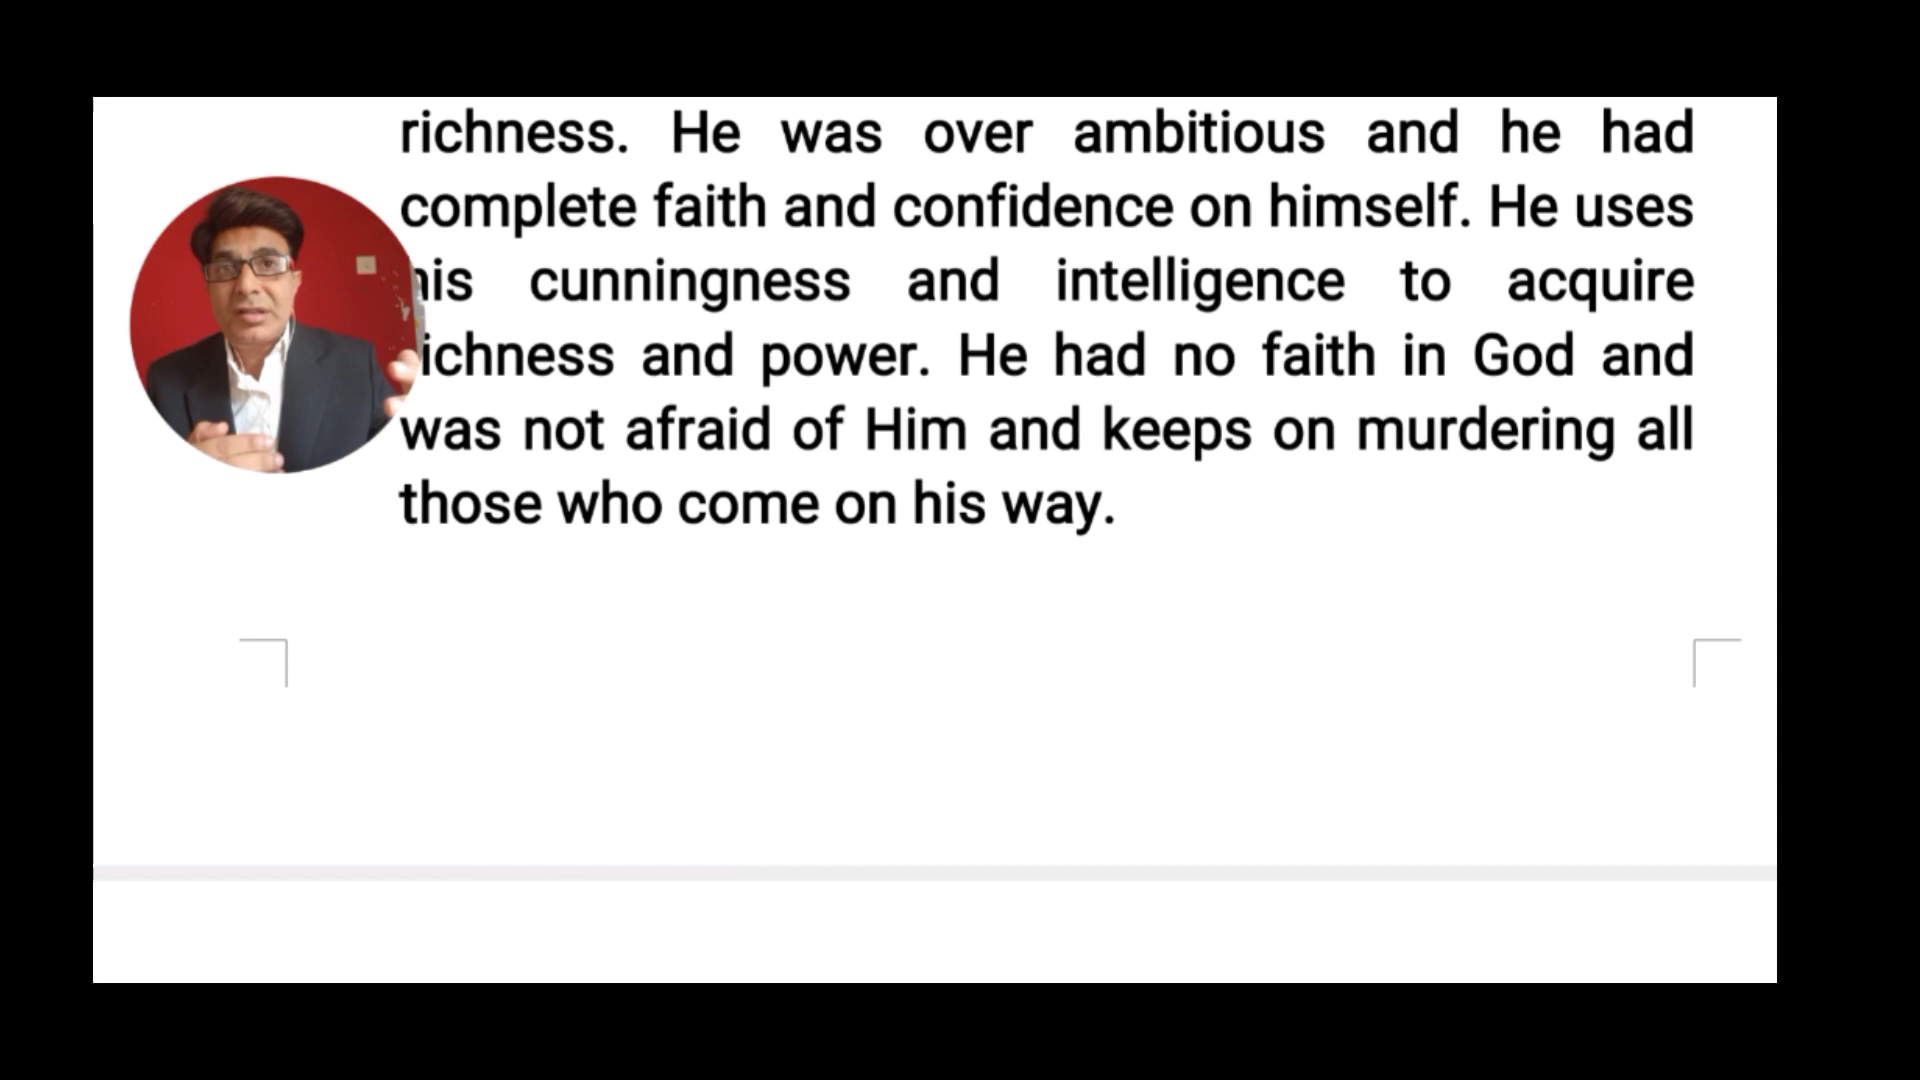 richness. He was over ambitious and he had
complete faith and confidence on himself. He uses
his cunningness and intelligence to acquire
richness and power. He had no faith in God and
was not afraid of Him and keeps on murdering all
those who come on his way.